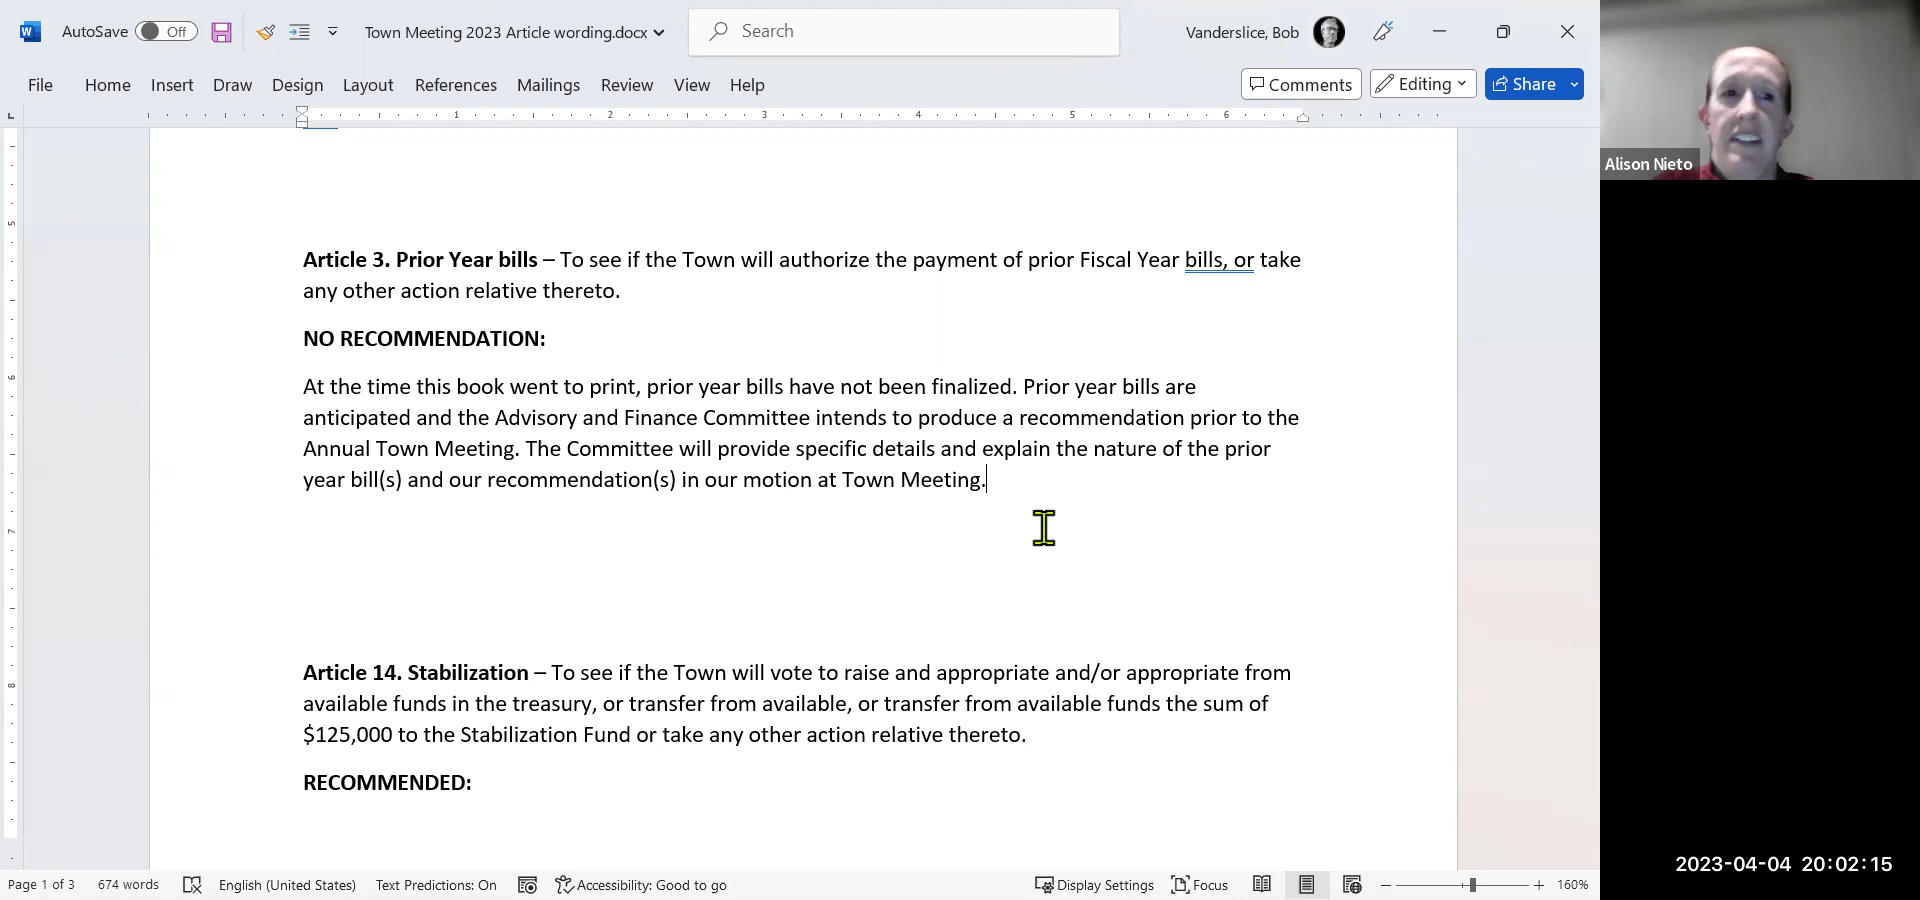 AutoSave Off Town Meeting 2023 Article wording.docx Search Vanderslice, Bob
File Home Insert Draw Design Layout References Mailings Review View Help Comments Editing Share
1 2 3 4 5 6
Alison Nieto
5
6
7
8
Article 3. Prior Year bills – To see if the Town will authorize the payment of prior Fiscal Year bills, or take
any other action relative thereto.
NO RECOMMENDATION:
At the time this book went to print, prior year bills have not been finalized. Prior year bills are
anticipated and the Advisory and Finance Committee intends to produce a recommendation prior to the
Annual Town Meeting. The Committee will provide specific details and explain the nature of the prior
year bill(s) and our recommendation(s) in our motion at Town Meeting.
Article 14. Stabilization – To see if the Town will vote to raise and appropriate and/or appropriate from
available funds in the treasury, or transfer from available, or transfer from available funds the sum of
$125,000 to the Stabilization Fund or take any other action relative thereto.
RECOMMENDED:
2023-04-04 20:02:15
Page 1 of 3 674 words English (United States) Text Predictions: On Accessibility: Good to go Display Settings Focus 160%